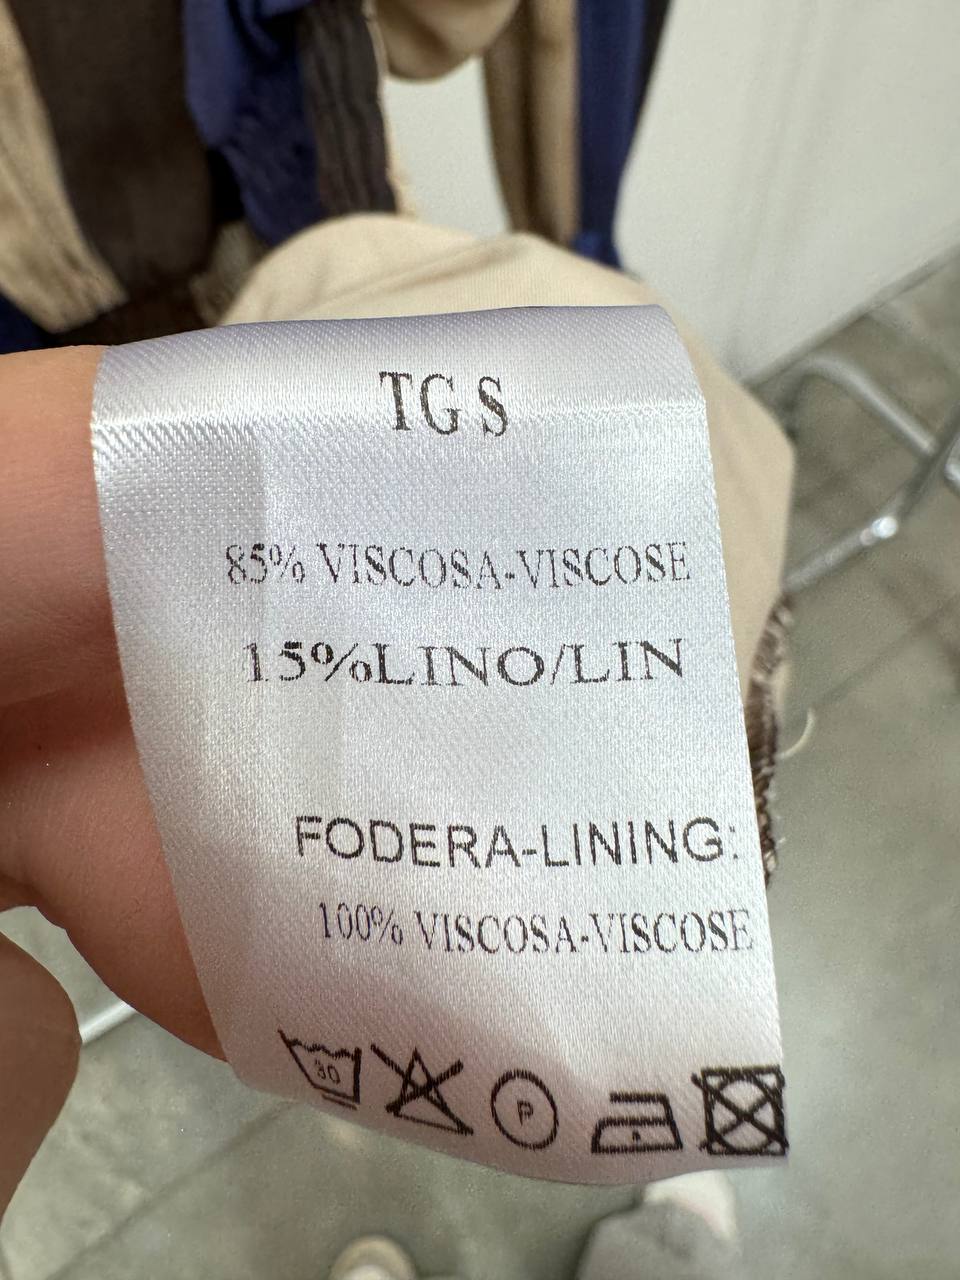 TG S
85% VISCOSA-VISCOSE
15%LINO/LIN
FODERA-LINING:
100% VISCOSA-VISCOSE
30 P